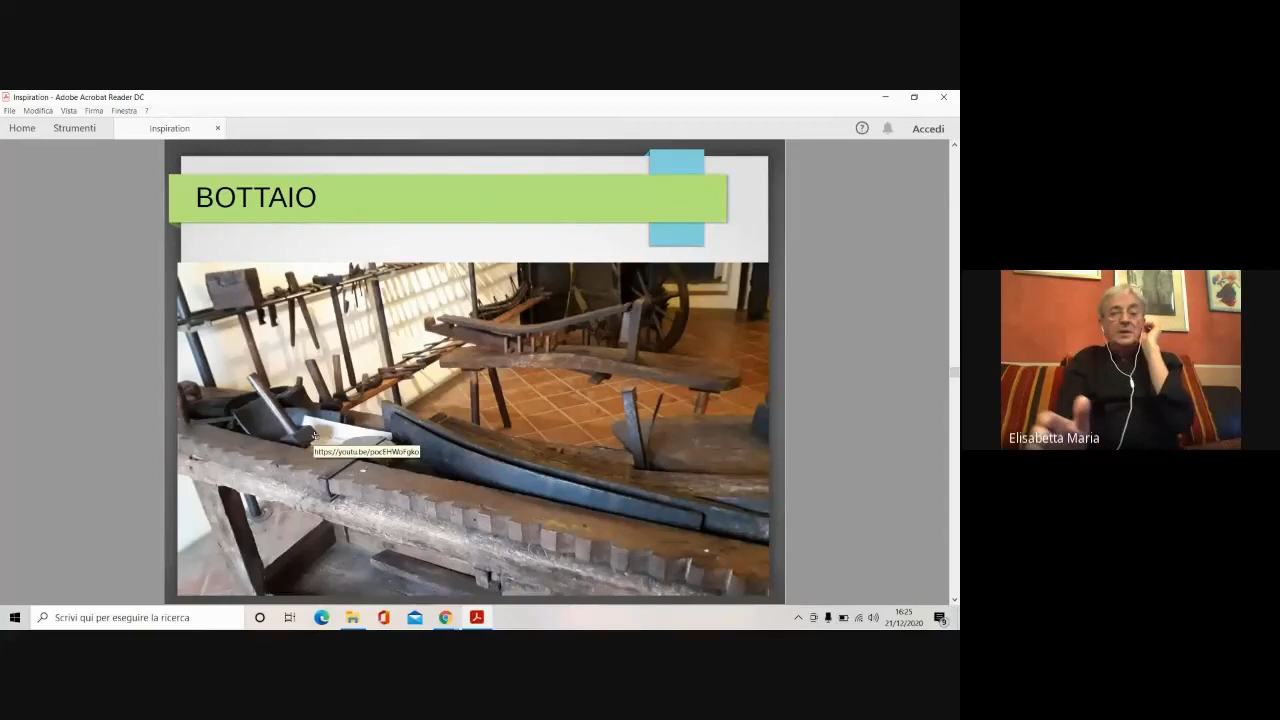 Inspiration - Adobe Acrobat Reader DC
File Modifica Vista Firma Finestra ?
Home Strumenti Inspiration × Accedi
BOTTAIO
https://youtu.be/pocEHWoFgko
Elisabetta Maria
Scrivi qui per eseguire la ricerca
16:25
21/12/2020
9